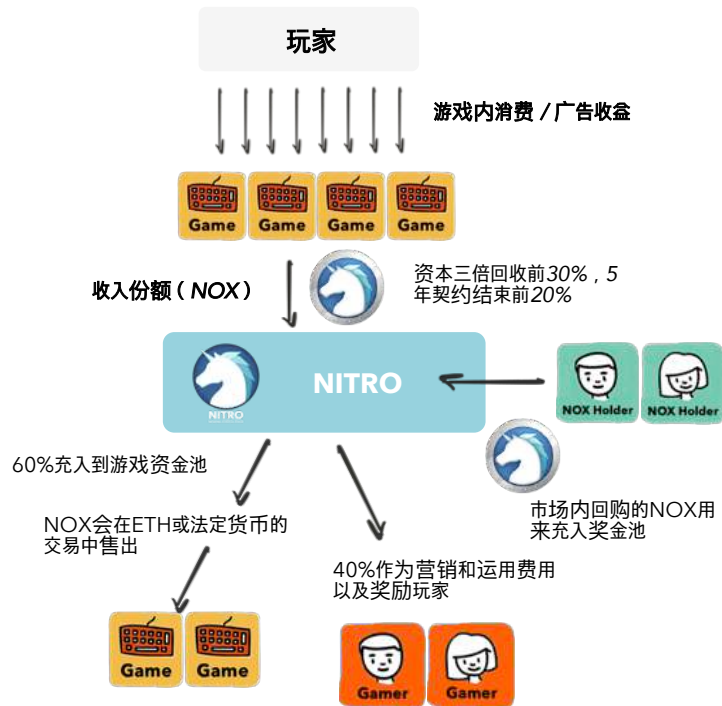 玩家
游戏内消费 / 广告收益
Game
Game
Game
Game
收入份额 ( NOX )
资本三倍回收前30%，5
年契约结束前20%
NITRO
NITRO
NOX Holder
NOX Holder
60%充入到游戏资金池
市场内回购的NOX用
来充入奖金池
NOX会在ETH或法定货币的
交易中售出
40%作为营销和运用费用
以及奖励玩家
Game
Game
Gamer
Gamer